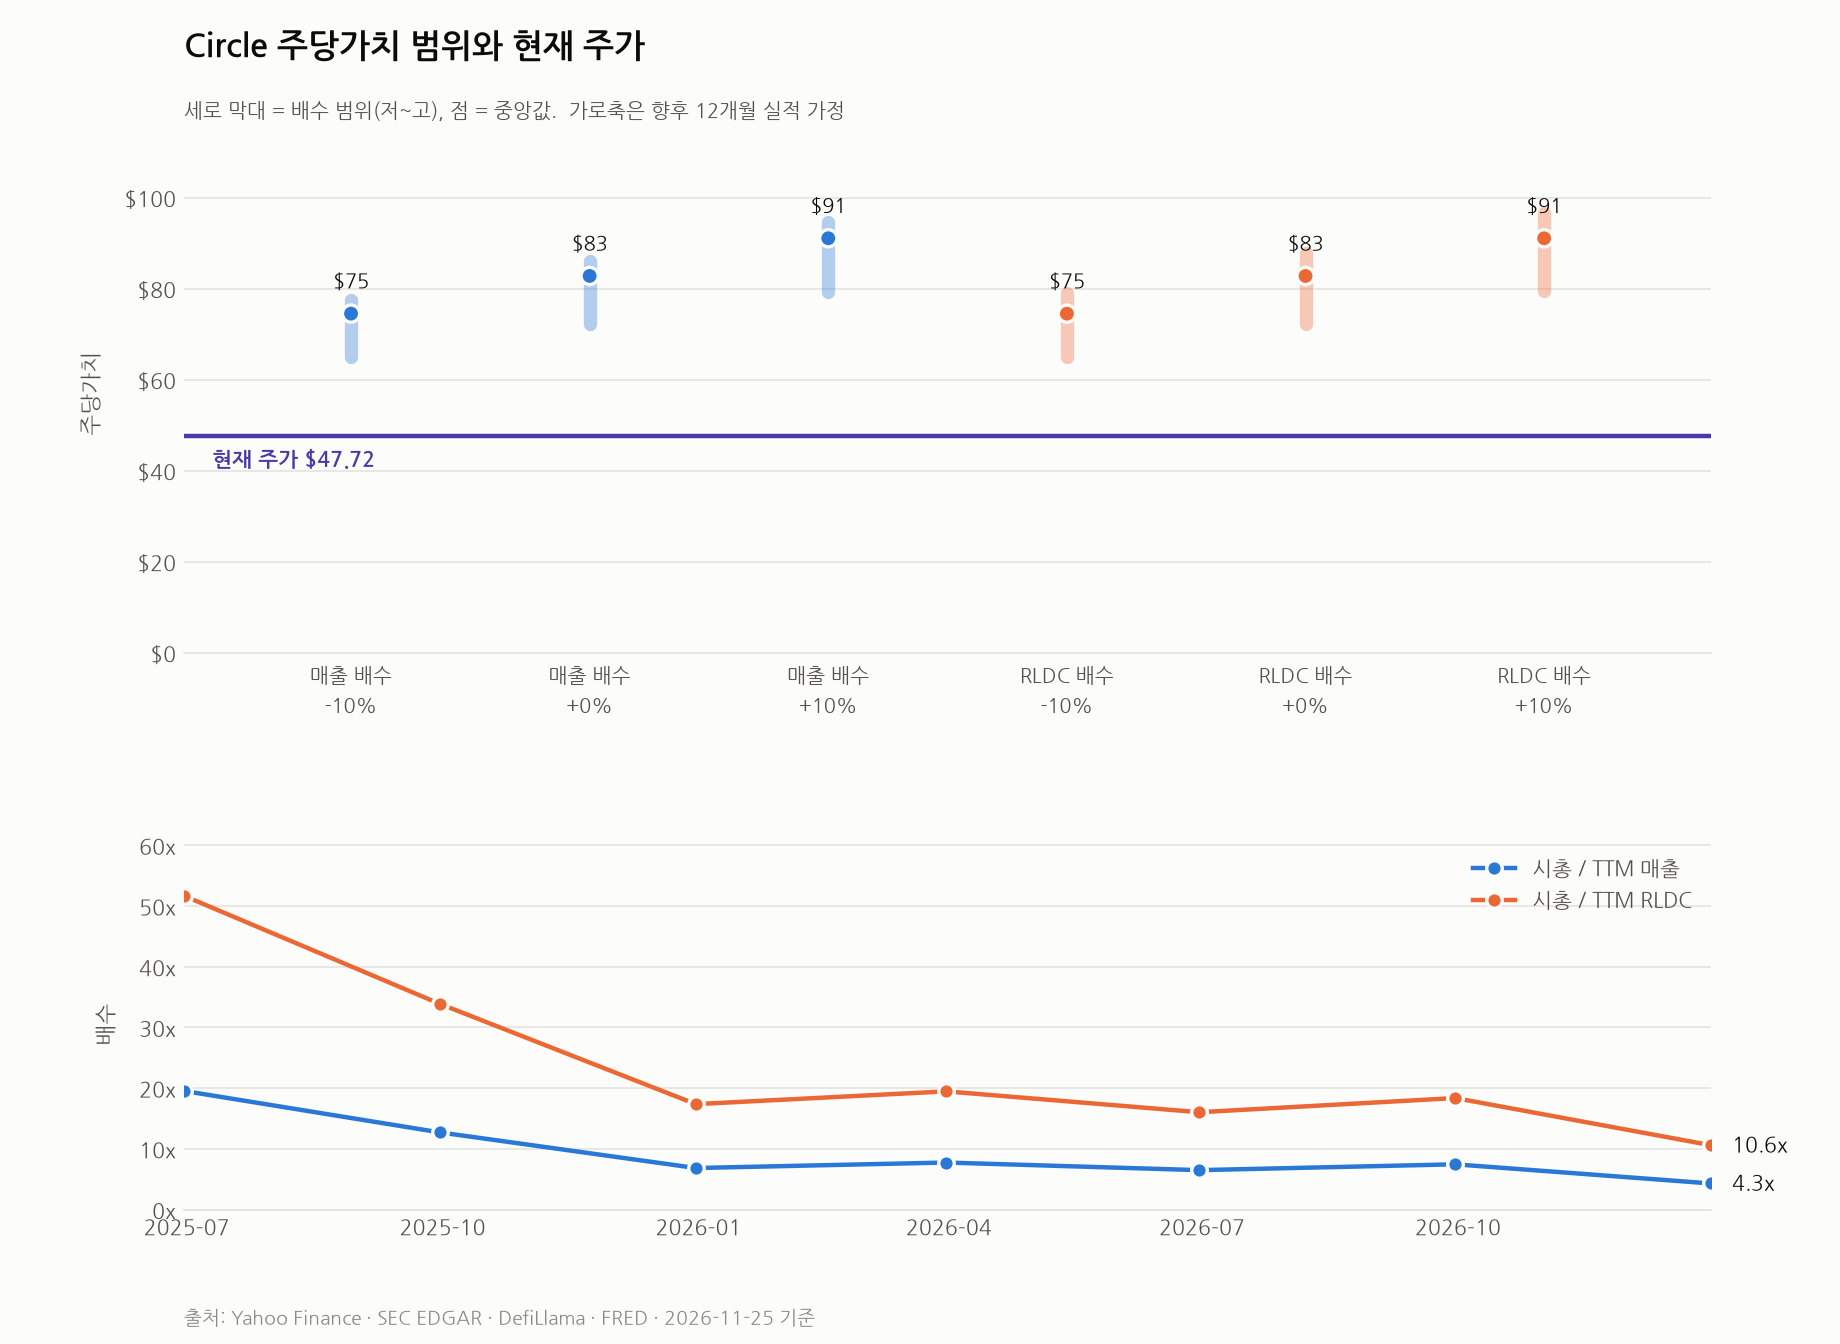 Circle 주당가치 범위와 현재 주가
세로 막대 = 배수 범위(저~고), 점 = 중앙값.  가로축은 향후 12개월 실적 가정
주당가치
$100
$80
$60
$40
$20
$0
$75
$83
$91
$75
$83
$91
현재 주가 $47.72
매출 배수
-10%
매출 배수
+0%
매출 배수
+10%
RLDC 배수
-10%
RLDC 배수
+0%
RLDC 배수
+10%
배수
60x
50x
40x
30x
20x
10x
0x
시총 / TTM 매출
시총 / TTM RLDC
10.6x
4.3x
2025-07
2025-10
2026-01
2026-04
2026-07
2026-10
출처: Yahoo Finance · SEC EDGAR · DefiLlama · FRED · 2026-11-25 기준